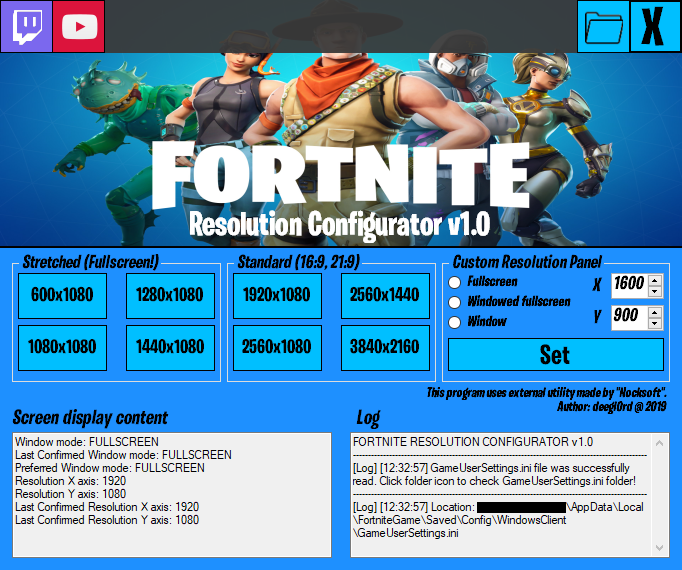 X
FORTNITE
Resolution Configurator v1.0
Stretched (Fullscreen!)
600x1080
1280x1080
1080x1080
1440x1080
Standard (16:9, 21:9)
1920x1080
2560x1440
2560x1080
3840x2160
Custom Resolution Panel
Fullscreen
Windowed fullscreen
Window
X
1600
Y
900
Set
This program uses external utility made by "Nocksoft".
Author: deegl0rd @ 2019
Screen display content
Window mode: FULLSCREEN
Last Confirmed Window mode: FULLSCREEN
Preferred Window mode: FULLSCREEN
Resolution X axis: 1920
Resolution Y axis: 1080
Last Confirmed Resolution X axis: 1920
Last Confirmed Resolution Y axis: 1080
Log
FORTNITE RESOLUTION CONFIGURATOR v1.0
[Log] [12:32:57] GameUserSettings.ini file was successfully
read. Click folder icon to check GameUserSettings.ini folder!
[Log] [12:32:57] Location: \AppData\Local
\FortniteGame\Saved\Config\WindowsClient
\GameUserSettings.ini